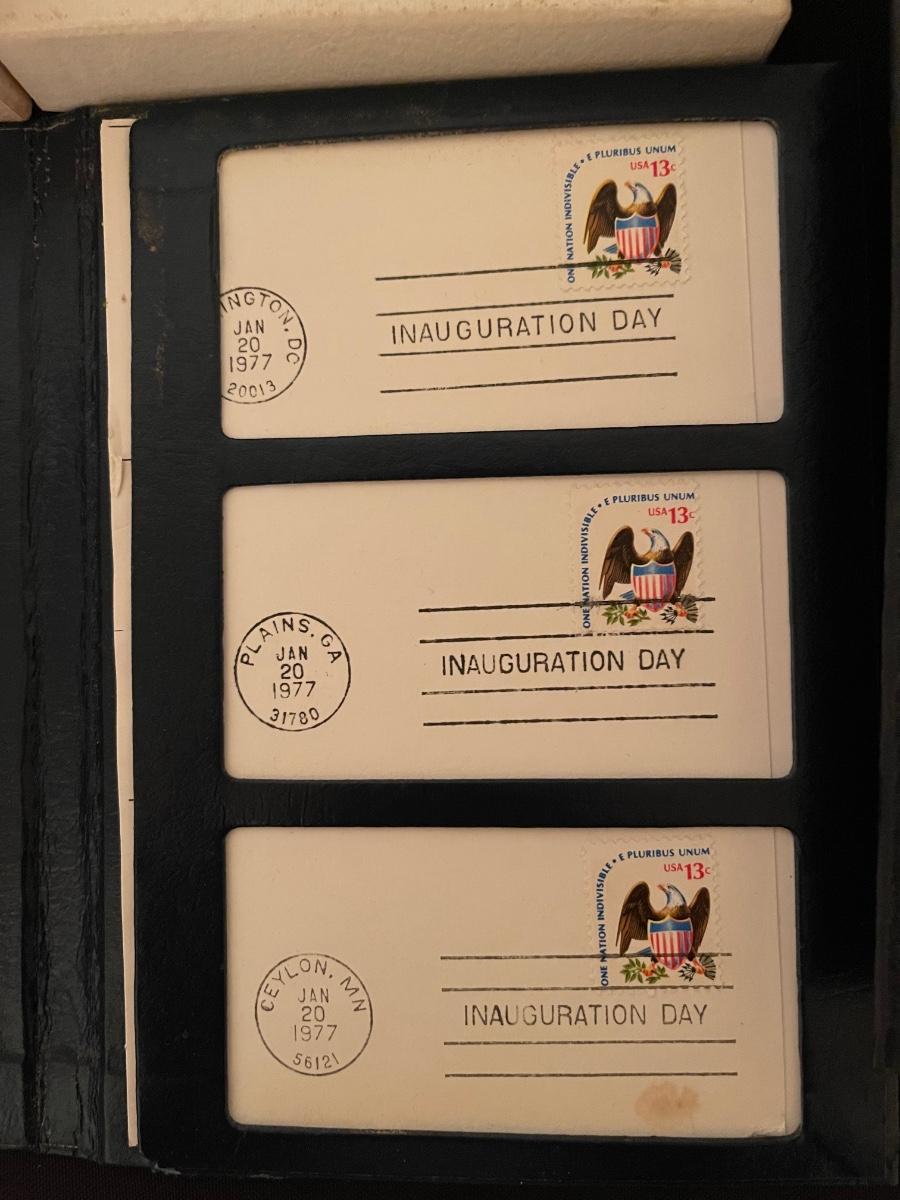 ONE NATION INDIVISIBLE • E PLURIBUS UNUM
USA 13c
INGTON, DC
JAN
20
1977
20013
INAUGURATION DAY
ONE NATION INDIVISIBLE • E PLURIBUS UNUM
USA 13c
PLAINS, GA
JAN
20
1977
31780
INAUGURATION DAY
ONE NATION INDIVISIBLE • E PLURIBUS UNUM
USA 13c
CEYLON, MN
JAN
20
1977
56121
INAUGURATION DAY